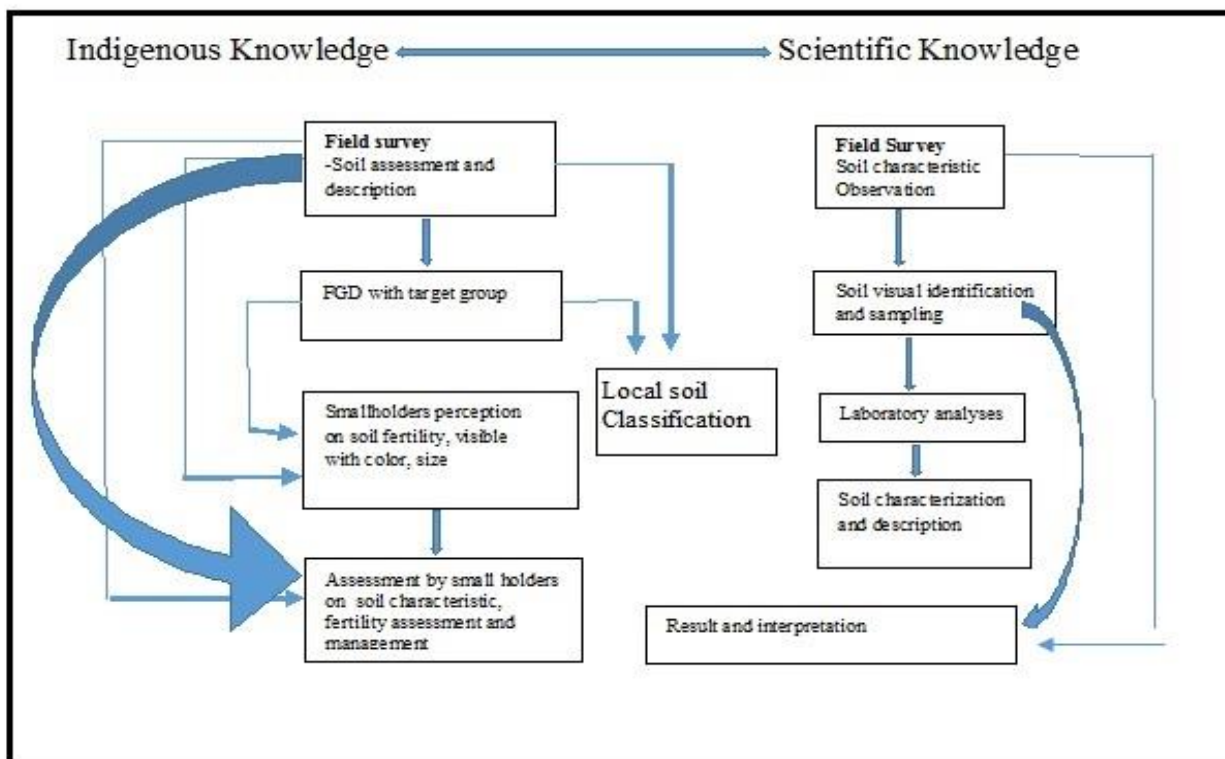 Indigenous Knowledge
Scientific Knowledge
Field survey
-Soil assessment and
description
FGD with target group
Smallholders perception
on soil fertility, visible
with color, size
Assessment by small holders
on soil characteristic,
fertility assessment and
management
Local soil
Classification
Field Survey
Soil characteristic
Observation
Soil visual identification
and sampling
Laboratory analyses
Soil characterization
and description
Result and interpretation